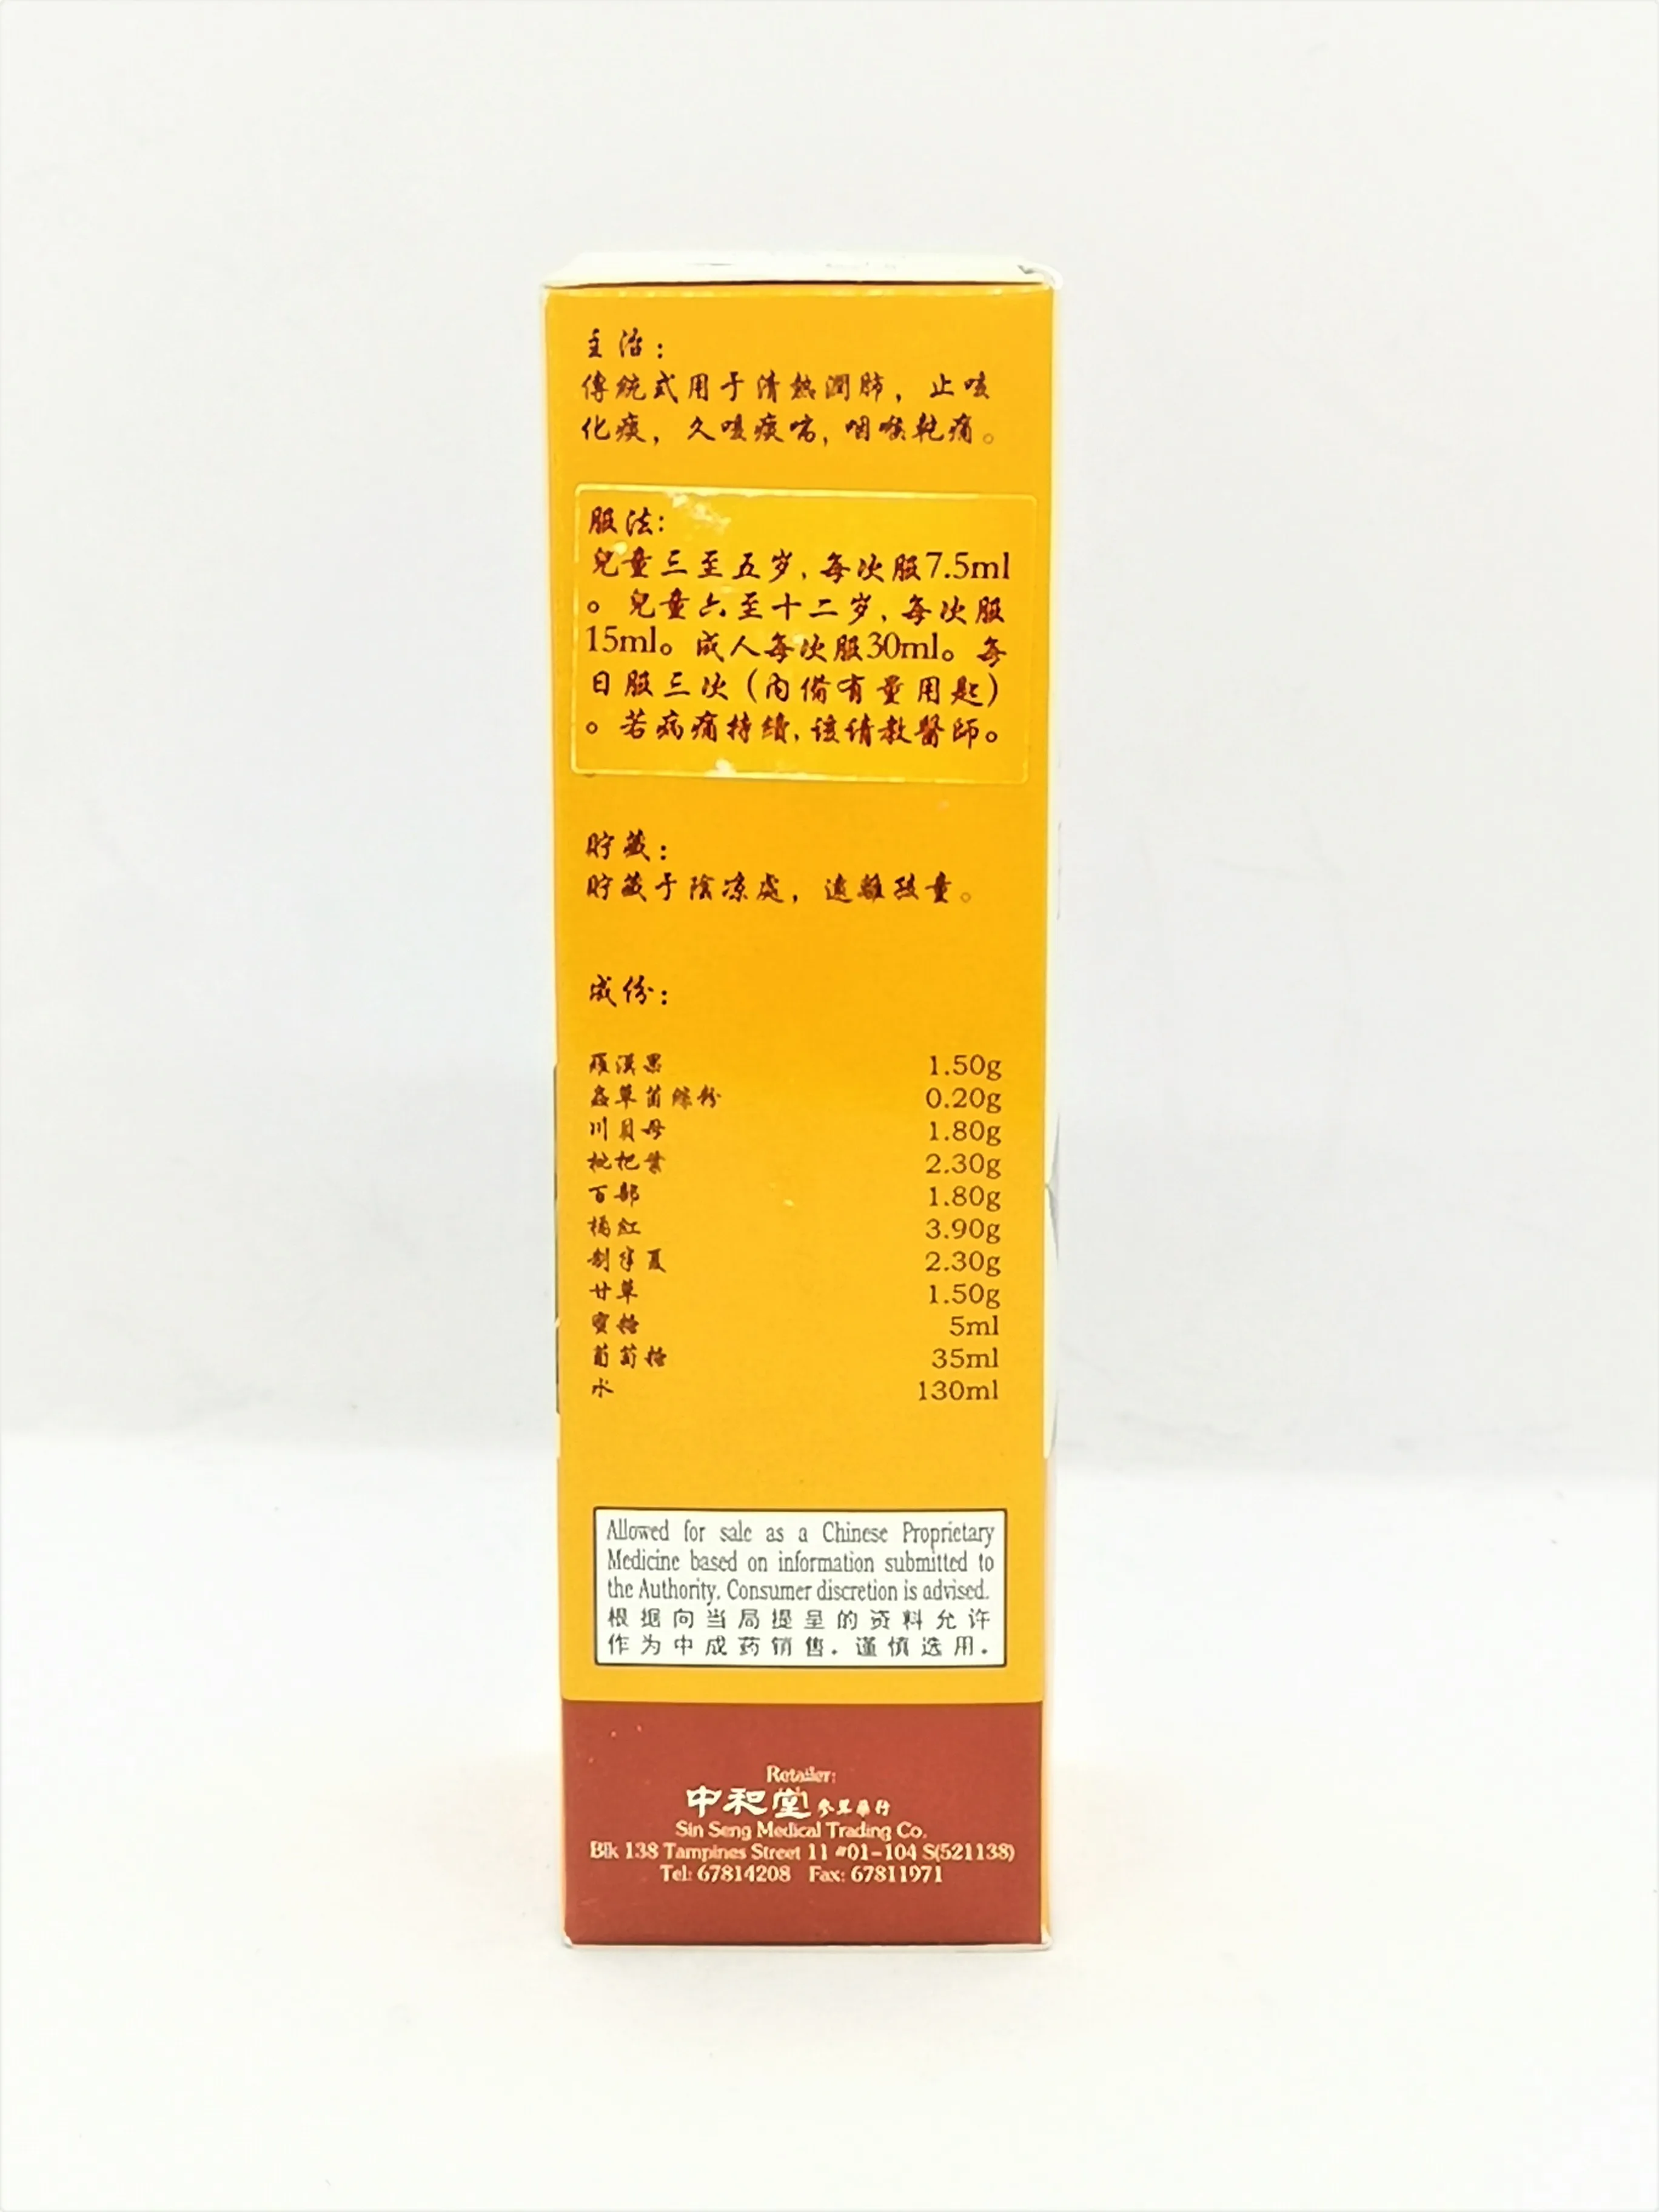 主治：
傳統式用于清熱潤肺，止咳
化痰，久咳痰喘，咽喉乾痛。
服法：
兒童三至五岁，每次服7.5ml
。兒童六至十二岁，每次服
15ml。成人每次服30ml。每
日服三次（內備有量用匙）
。若病痛持續，该請教醫師。
貯藏：
貯藏于陰凉處，遠離孩童。
成份：
羅漢果 1.50g
蟲草菌絲粉 0.20g
川貝母 1.80g
枇杷葉 2.30g
百部 1.80g
橘紅 3.90g
制半夏 2.30g
甘草 1.50g
蜜糖 5ml
葡萄糖 35ml
水 130ml
Allowed for sale as a Chinese Proprietary
Medicine based on information submitted to
the Authority. Consumer discretion is advised.
根据向当局提呈的资料允许
作为中成药销售。谨慎选用。
Retailer:
中和堂參茸藥行
Sin Seng Medical Trading Co.
Blk 138 Tampines Street 11 #01-104 S(521138)
Tel: 67814208 Fax: 67811971